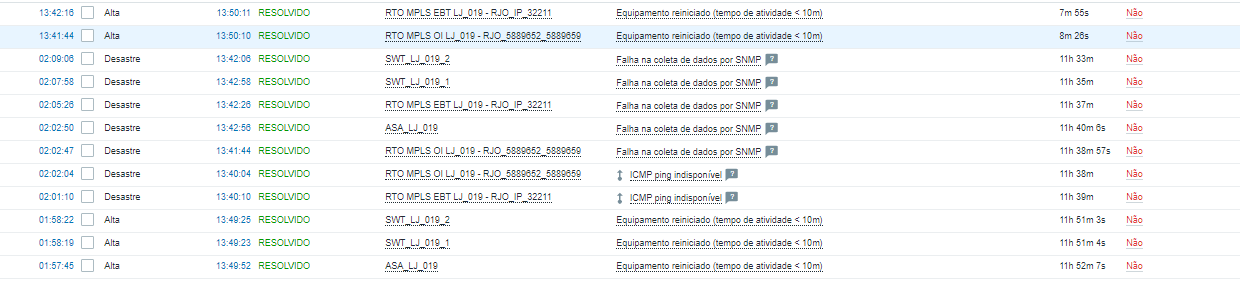 13:42:16 Alta 13:50:11 RESOLVIDO RTO MPLS EBT LJ_019 - RJO_IP_32211 Equipamento reiniciado (tempo de atividade < 10m) 7m 55s Não
13:41:44 Alta 13:50:10 RESOLVIDO RTO MPLS OI LJ_019 - RJO_5889652_5889659 Equipamento reiniciado (tempo de atividade < 10m) 8m 26s Não
02:09:06 Desastre 13:42:06 RESOLVIDO SWT_LJ_019_2 Falha na coleta de dados por SNMP ? 11h 33m Não
02:07:58 Desastre 13:42:58 RESOLVIDO SWT_LJ_019_1 Falha na coleta de dados por SNMP ? 11h 35m Não
02:05:26 Desastre 13:42:26 RESOLVIDO RTO MPLS EBT LJ_019 - RJO_IP_32211 Falha na coleta de dados por SNMP ? 11h 37m Não
02:02:50 Desastre 13:42:56 RESOLVIDO ASA_LJ_019 Falha na coleta de dados por SNMP ? 11h 40m 6s Não
02:02:47 Desastre 13:41:44 RESOLVIDO RTO MPLS OI LJ_019 - RJO_5889652_5889659 Falha na coleta de dados por SNMP ? 11h 38m 57s Não
02:02:04 Desastre 13:40:04 RESOLVIDO RTO MPLS OI LJ_019 - RJO_5889652_5889659 ICMP ping indisponível ? 11h 38m Não
02:01:10 Desastre 13:40:10 RESOLVIDO RTO MPLS EBT LJ_019 - RJO_IP_32211 ICMP ping indisponível ? 11h 39m Não
01:58:22 Alta 13:49:25 RESOLVIDO SWT_LJ_019_2 Equipamento reiniciado (tempo de atividade < 10m) 11h 51m 3s Não
01:58:19 Alta 13:49:23 RESOLVIDO SWT_LJ_019_1 Equipamento reiniciado (tempo de atividade < 10m) 11h 51m 4s Não
01:57:45 Alta 13:49:52 RESOLVIDO ASA_LJ_019 Equipamento reiniciado (tempo de atividade < 10m) 11h 52m 7s Não